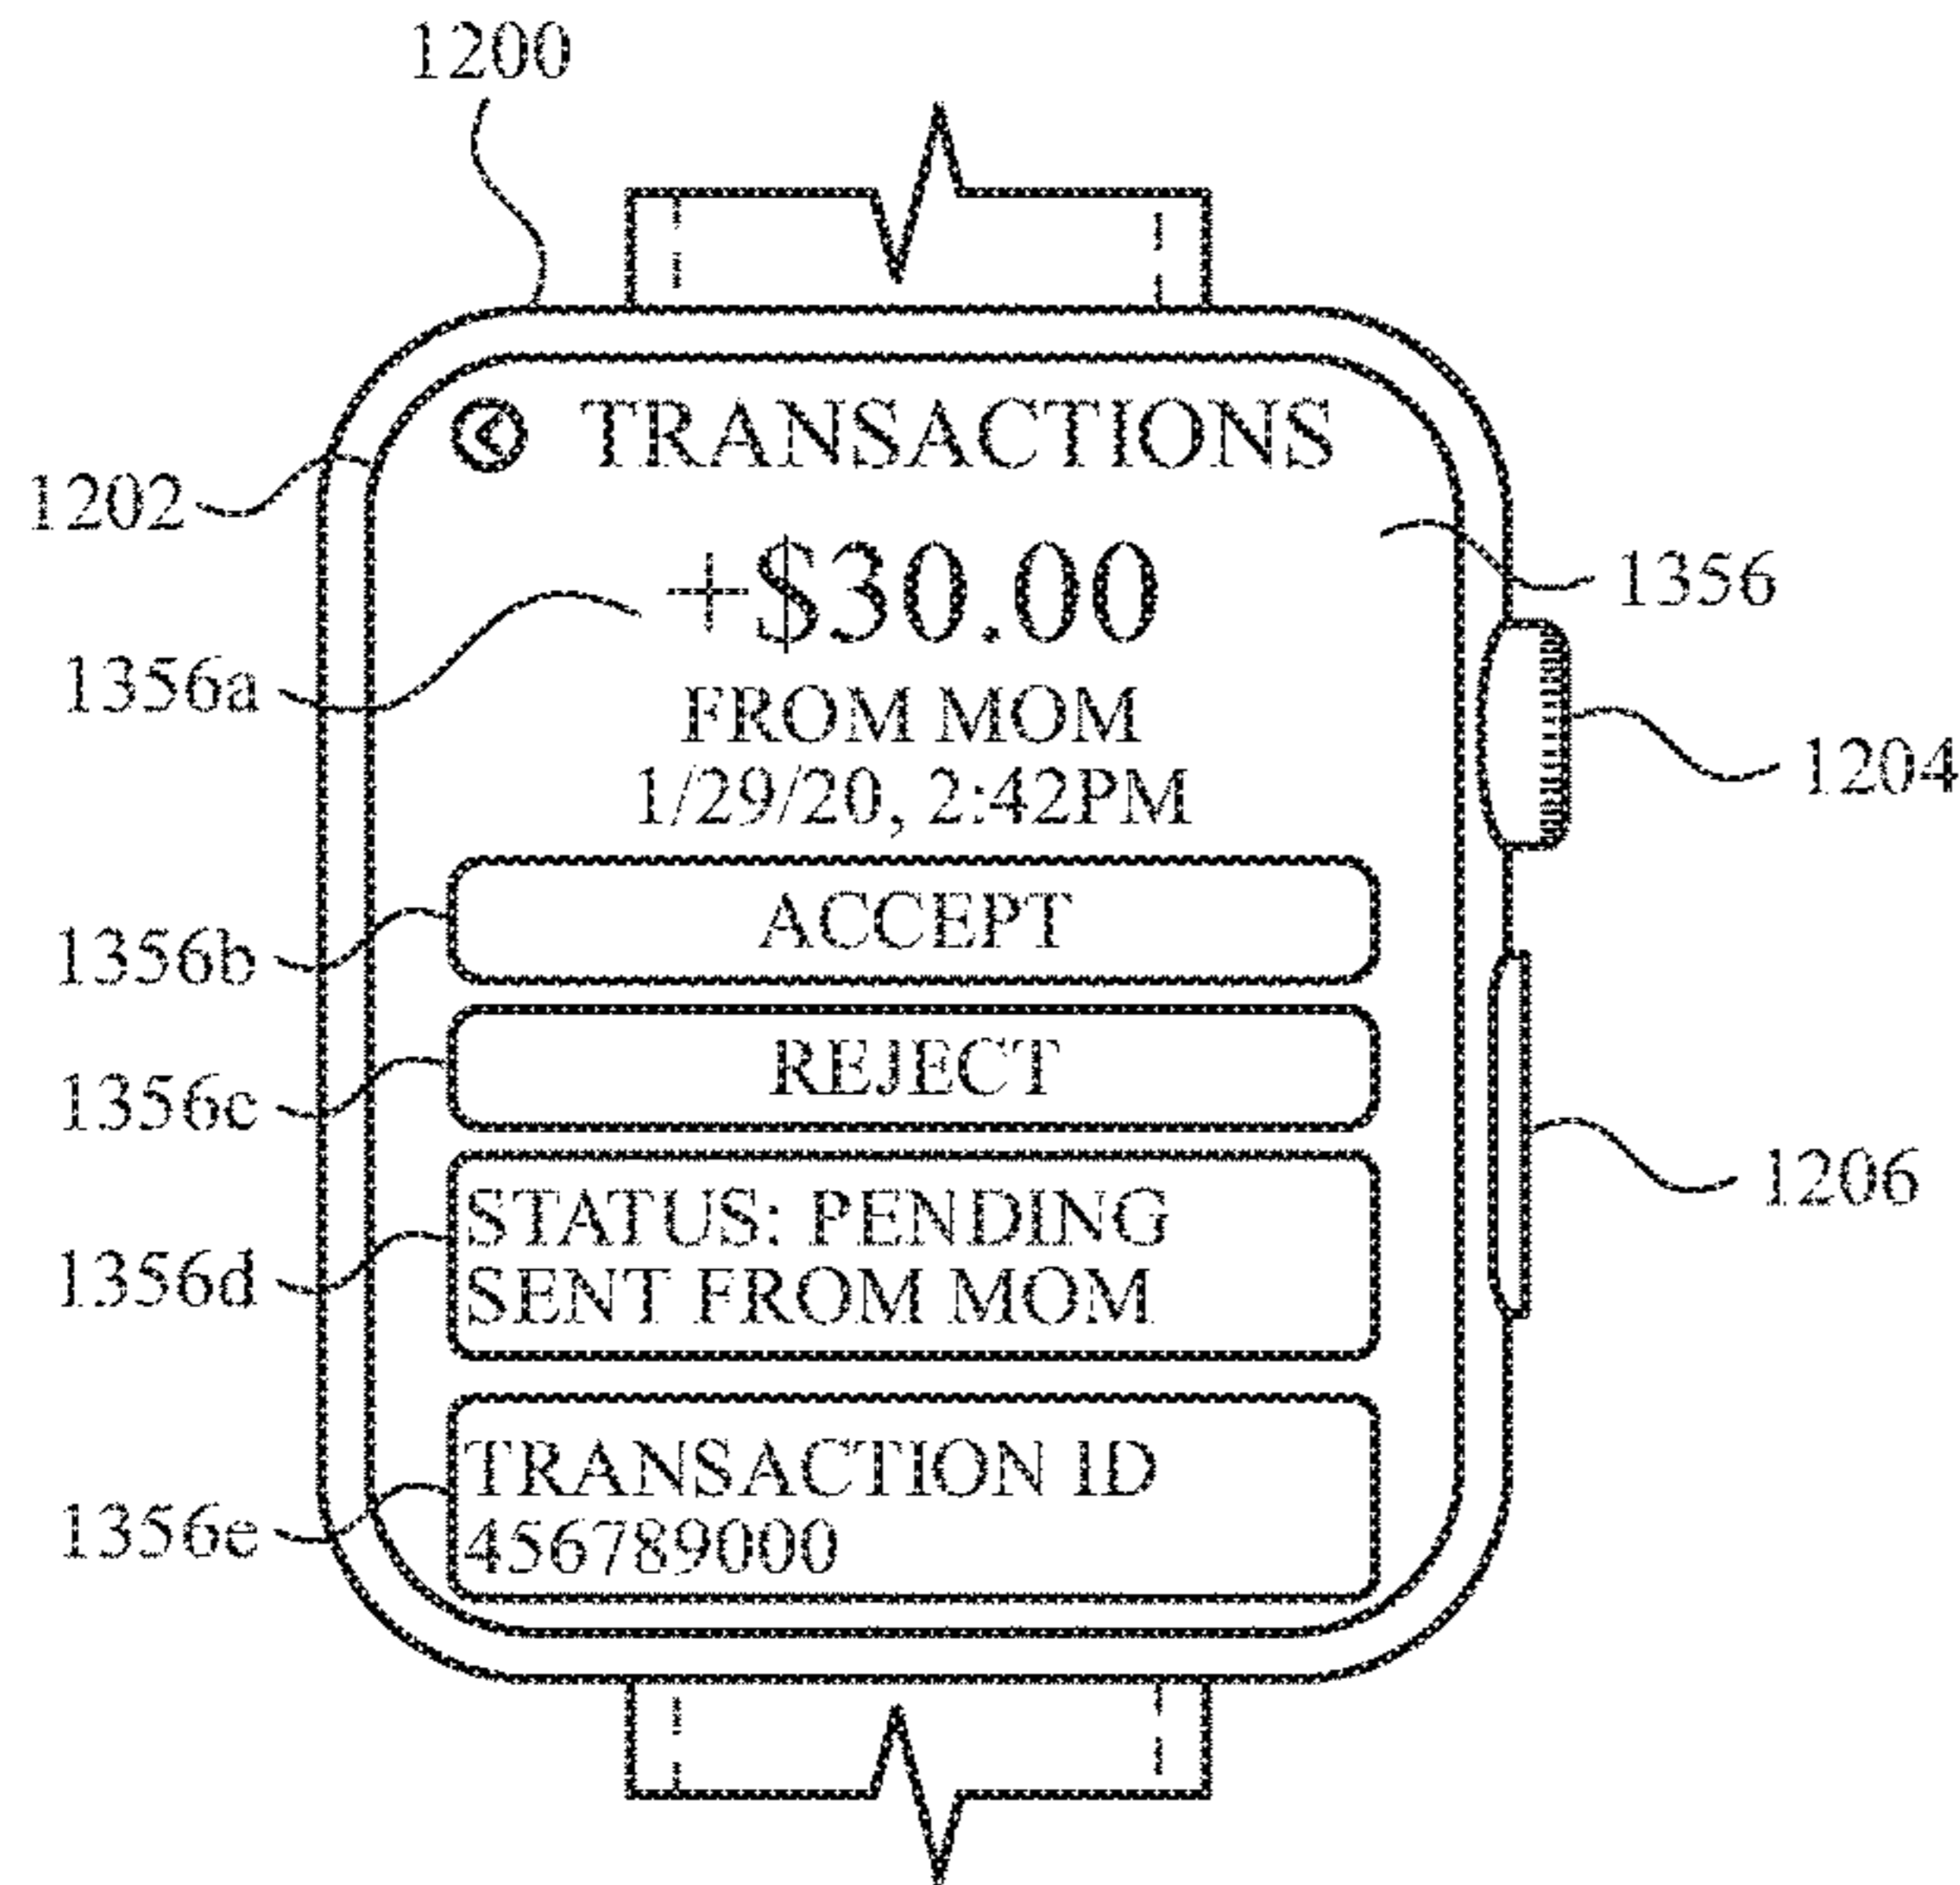 1200
TRANSACTIONS
1202
+$30.00
1356
1356a
FROM MOM
1204
1/29/20, 2:42PM
ACCEPT
1356b
REJECT
1356c
STATUS: PENDING
1206
SENT FROM MOM
1356d
TRANSACTION ID
1356e
456789000